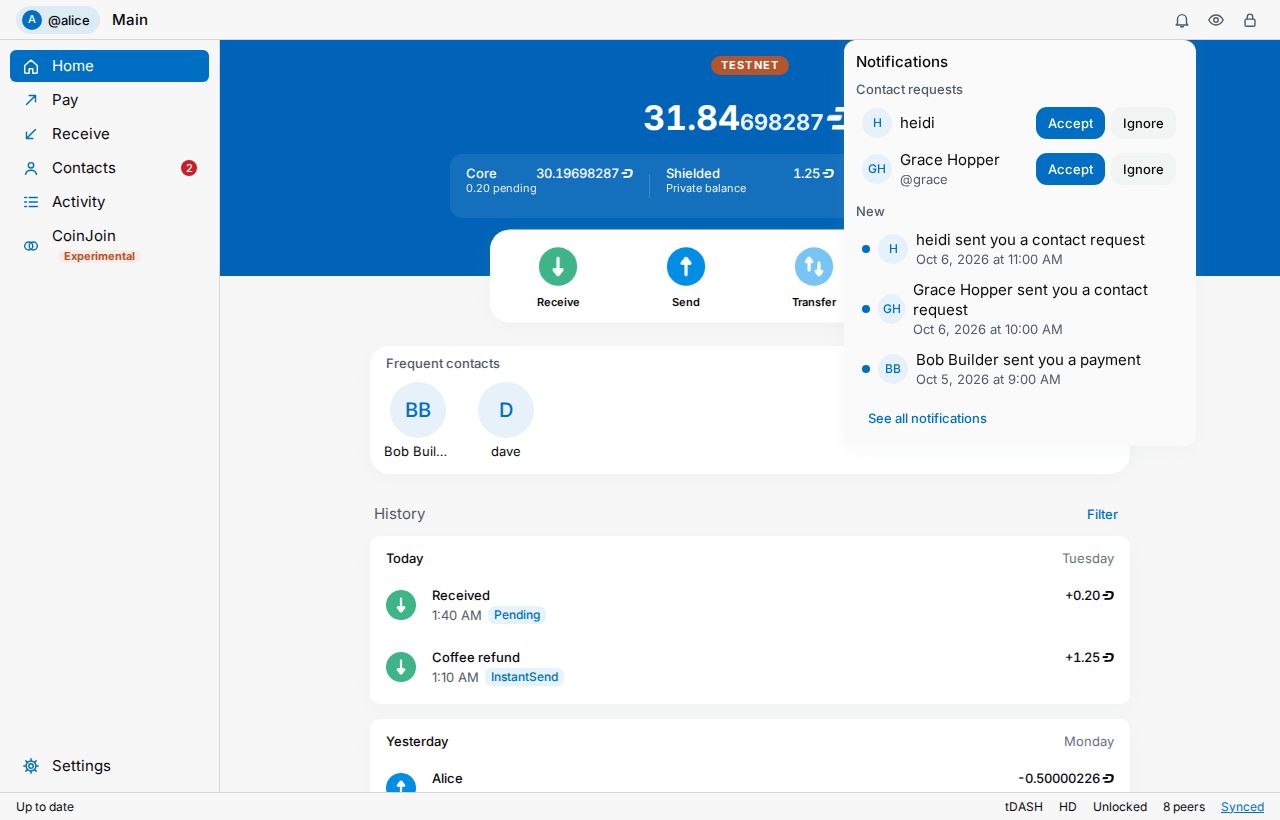 A @alice Main
Home
Pay
Receive
Contacts 2
Activity
CoinJoin
Experimental
Settings
TESTNET
31.84698287
Core 30.19698287
0.20 pending
Shielded 1.25
Private balance
Receive
Send
Transfer
Frequent contacts
BB
D
Bob Buil...
dave
History
Filter
Today
Tuesday
Received
+0.20
1:40 AM Pending
Coffee refund
+1.25
1:10 AM InstantSend
Yesterday
Monday
Alice
-0.50000226
Notifications
Contact requests
H heidi Accept Ignore
GH Grace Hopper
@grace
Accept Ignore
New
H heidi sent you a contact request
Oct 6, 2026 at 11:00 AM
GH Grace Hopper sent you a contact
request
Oct 6, 2026 at 10:00 AM
BB Bob Builder sent you a payment
Oct 5, 2026 at 9:00 AM
See all notifications
Up to date
tDASH HD Unlocked 8 peers Synced